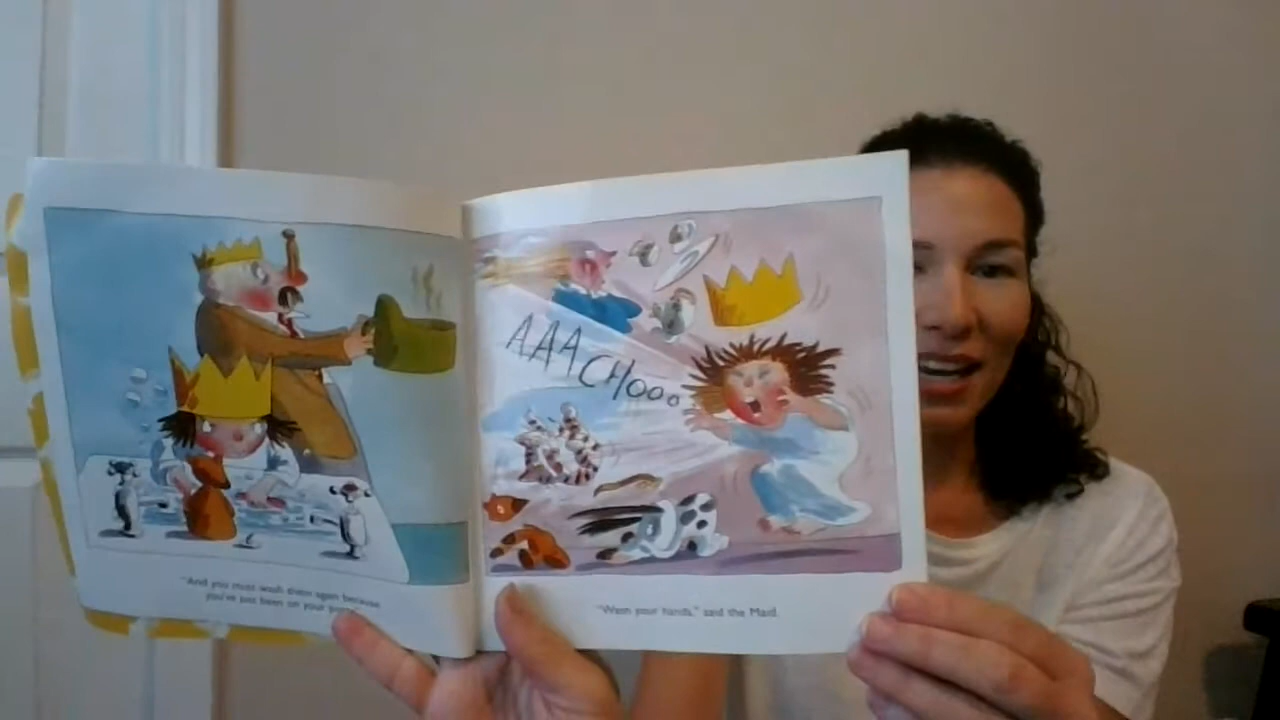 "And you must wash them again because
you've just been on your potty."
AAACHOOo
"Wash your hands," said the Maid.